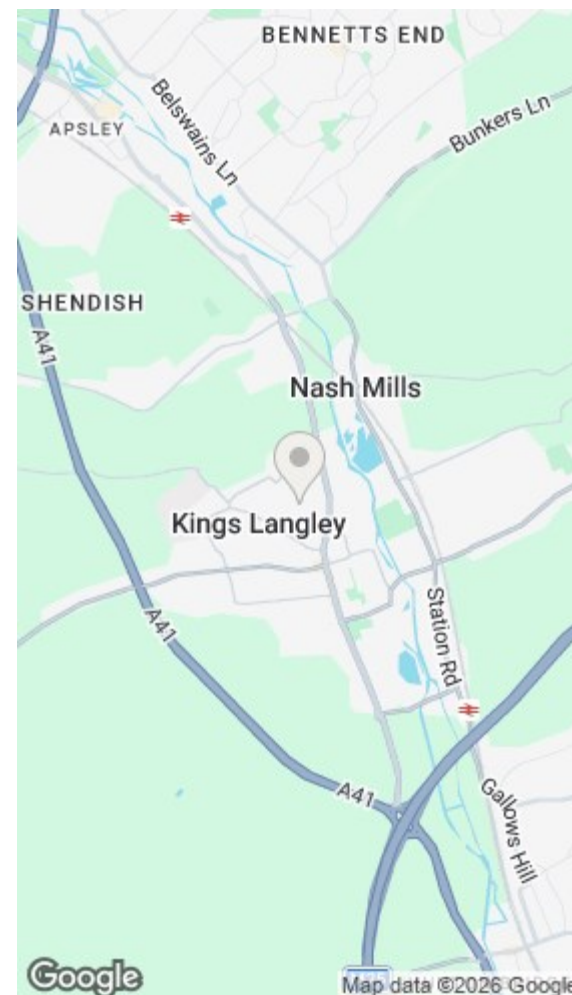 BENNETTS END
Belswains Ln
Bunkers Ln
APSLEY
SHENDISH
A41
Nash Mills
Kings Langley
A41
Station Rd
A41
Gallows Hill
Google
Map data ©2026 Google